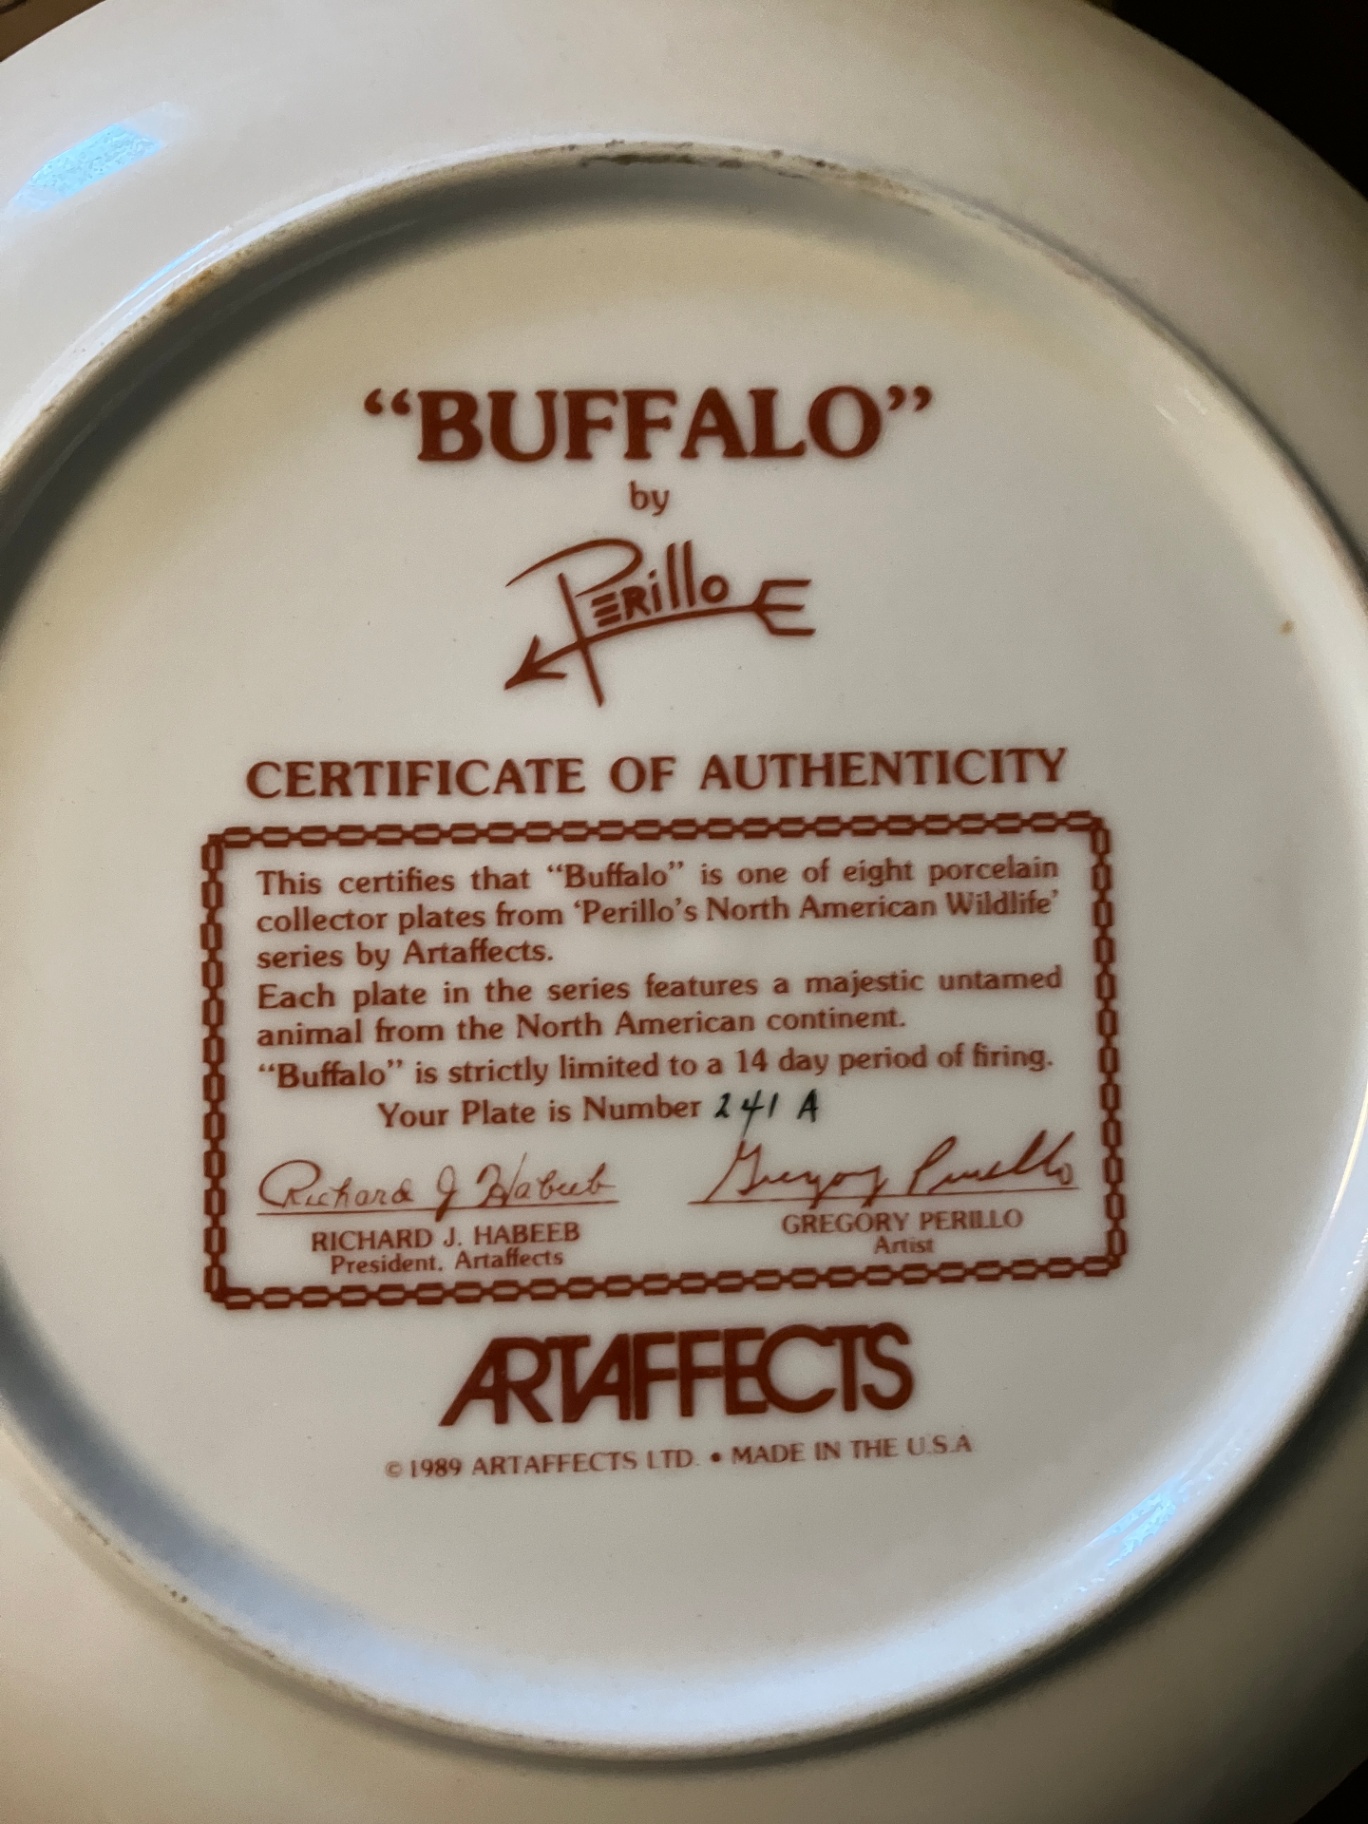 “BUFFALO”
by
PERillo
CERTIFICATE OF AUTHENTICITY
This certifies that “Buffalo” is one of eight porcelain
collector plates from ‘Perillo’s North American Wildlife’
series by Artaffects.
Each plate in the series features a majestic untamed
animal from the North American continent.
“Buffalo” is strictly limited to a 14 day period of firing.
Your Plate is Number 241 A
Richard J Habeeb Gregory Perillo
RICHARD J. HABEEB GREGORY PERILLO
President, Artaffects Artist
ARTAFFECTS
© 1989 ARTAFFECTS LTD. • MADE IN THE U.S.A